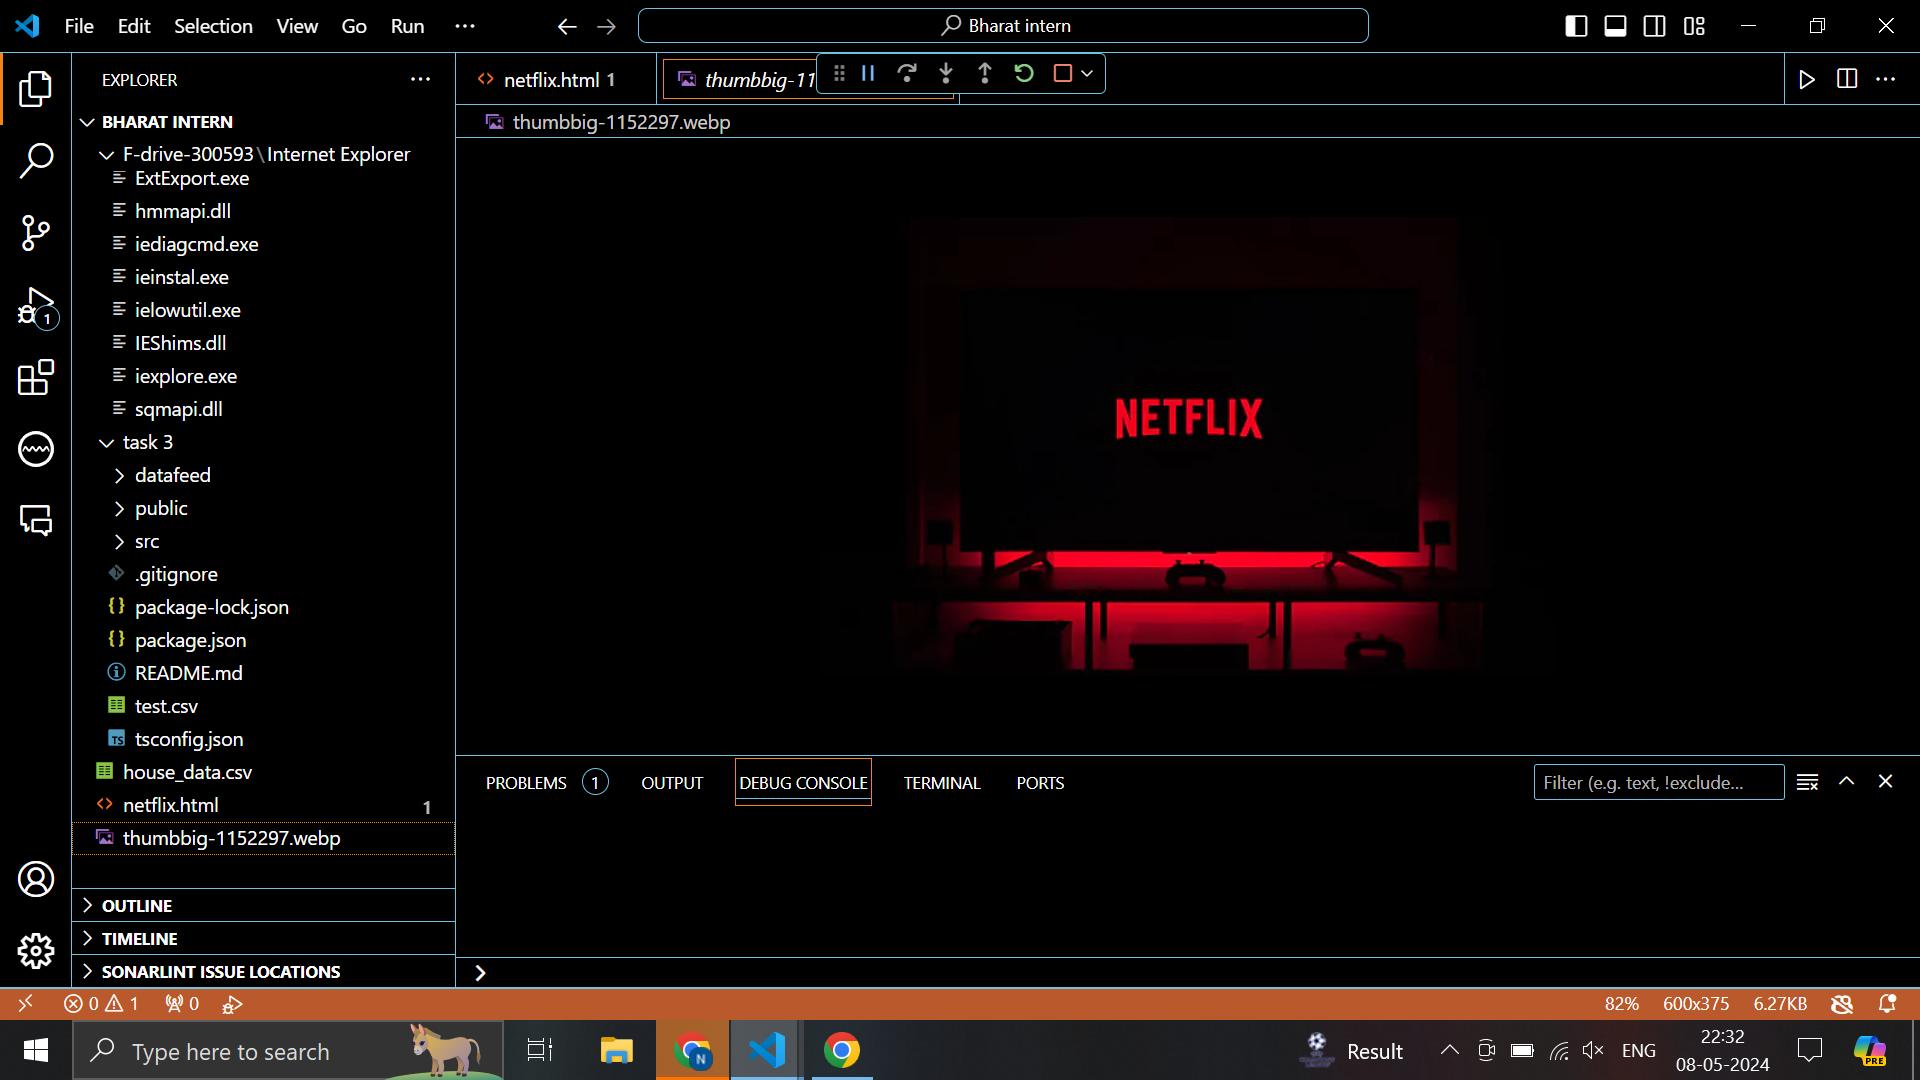 File Edit Selection View Go Run
Bharat intern
EXPLORER
BHARAT INTERN
F-drive-300593\Internet Explorer
ExtExport.exe
hmmapi.dll
iediagcmd.exe
ieinstal.exe
ielowutil.exe
IEShims.dll
iexplore.exe
sqmapi.dll
task 3
datafeed
public
src
.gitignore
package-lock.json
package.json
README.md
test.csv
tsconfig.json
house_data.csv
netflix.html 1
thumbbig-1152297.webp
OUTLINE
TIMELINE
SONARLINT ISSUE LOCATIONS
1
netflix.html 1
thumbbig-11
thumbbig-1152297.webp
NETFLIX
PROBLEMS 1 OUTPUT DEBUG CONSOLE TERMINAL PORTS
Filter (e.g. text, !exclude...
0 1 0
82% 600x375 6.27KB
Type here to search
N
Result
ENG
22:32
08-05-2024
PRE